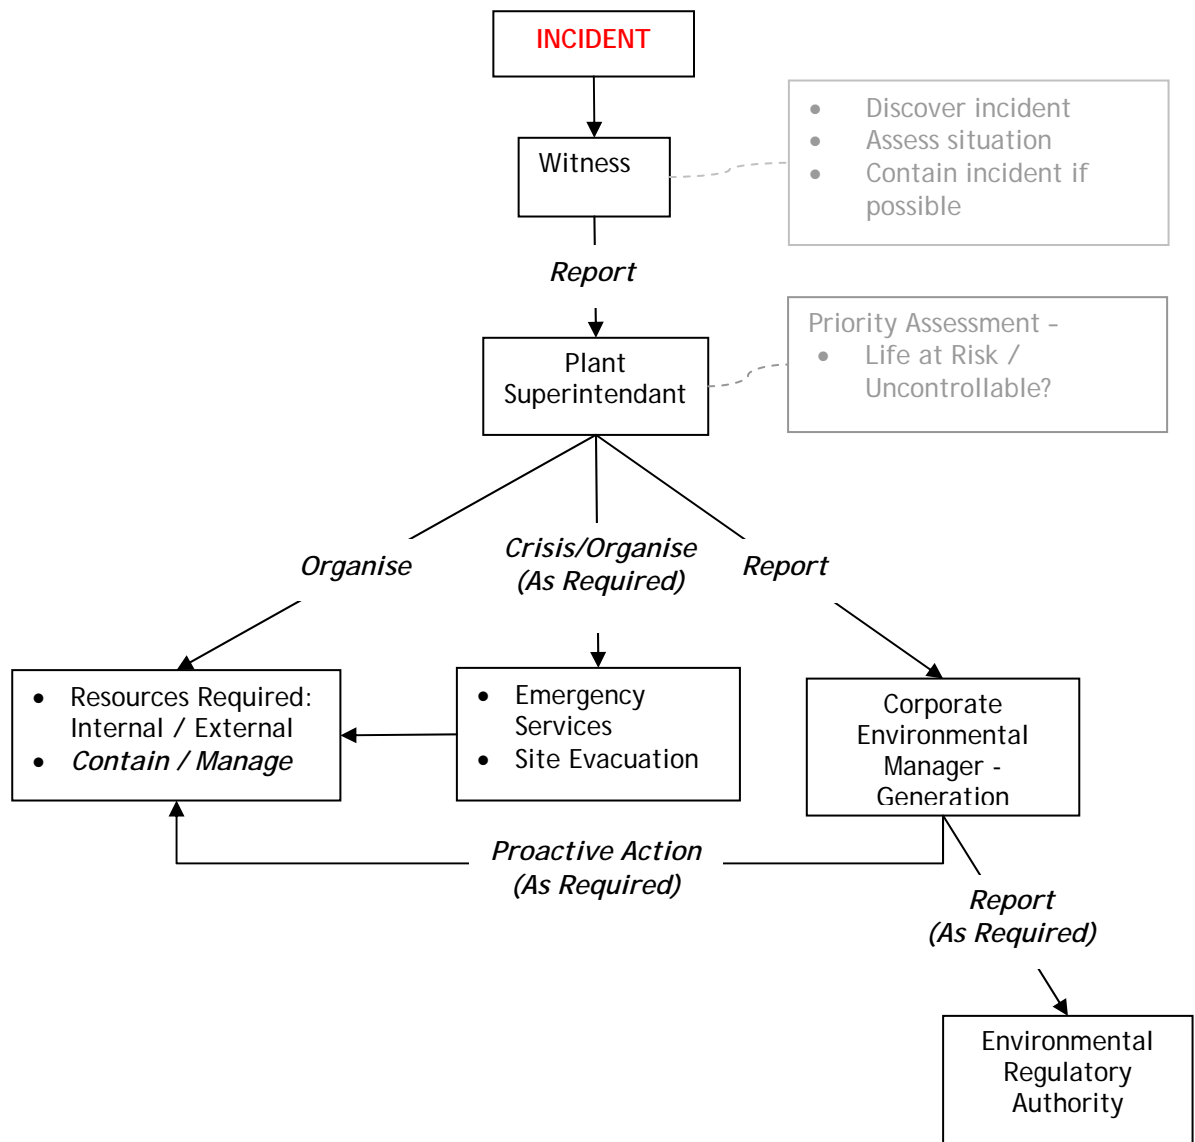 INCIDENT
Witness
• Discover incident
• Assess situation
• Contain incident if
possible
Report
Plant
Superintendant
Priority Assessment –
• Life at Risk /
Uncontrollable?
Organise
Crisis/Organise
(As Required)
Report
• Resources Required:
Internal / External
• Contain / Manage
• Emergency
Services
• Site Evacuation
Corporate
Environmental
Manager -
Generation
Proactive Action
(As Required)
Report
(As Required)
Environmental
Regulatory
Authority